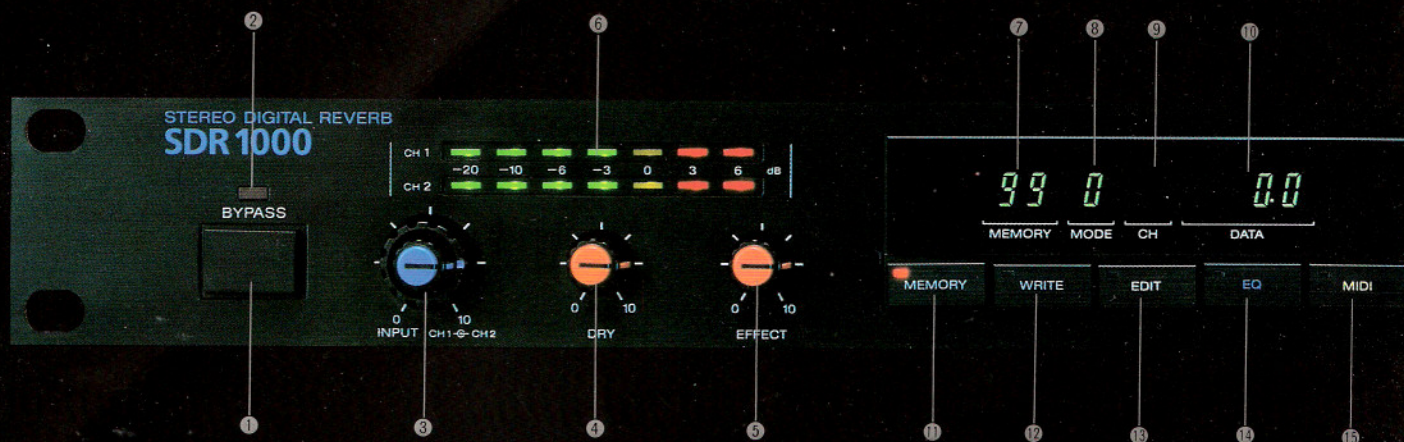 ② ⑥ ⑦ ⑧ ⑨ ⑩
STEREO DIGITAL REVERB
SDR 1000
BYPASS
CH 1
-20 -10 -6 -3 0 3 6 dB
CH 2
0 10
INPUT CH1 CH2
0 10
DRY
0 10
EFFECT
99 0 0.0
MEMORY MODE CH DATA
MEMORY WRITE EDIT EQ MIDI
① ③ ④ ⑤ ⑪ ⑫ ⑬ ⑭ ⑮